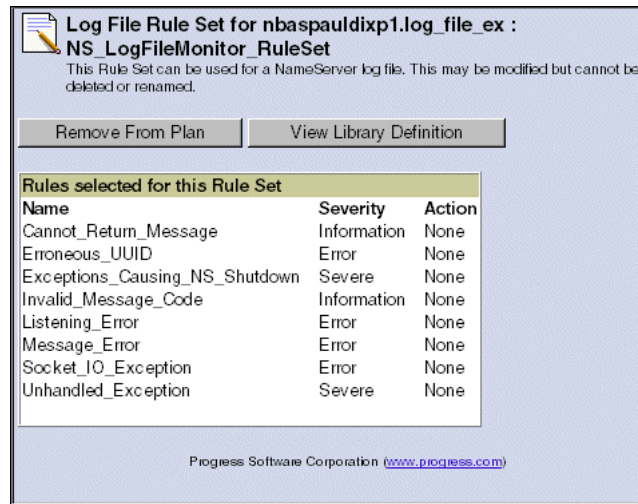 Log File Rule Set for nbaspauldixp1.log_file_ex :
NS_LogFileMonitor_RuleSet
This Rule Set can be used for a NameServer log file. This may be modified but cannot be
deleted or renamed.
Remove From Plan View Library Definition
Rules selected for this Rule Set
Name Severity Action
Cannot_Return_Message Information None
Erroneous_UUID Error None
Exceptions_Causing_NS_Shutdown Severe None
Invalid_Message_Code Information None
Listening_Error Error None
Message_Error Error None
Socket_IO_Exception Error None
Unhandled_Exception Severe None
Progress Software Corporation (www.progress.com)